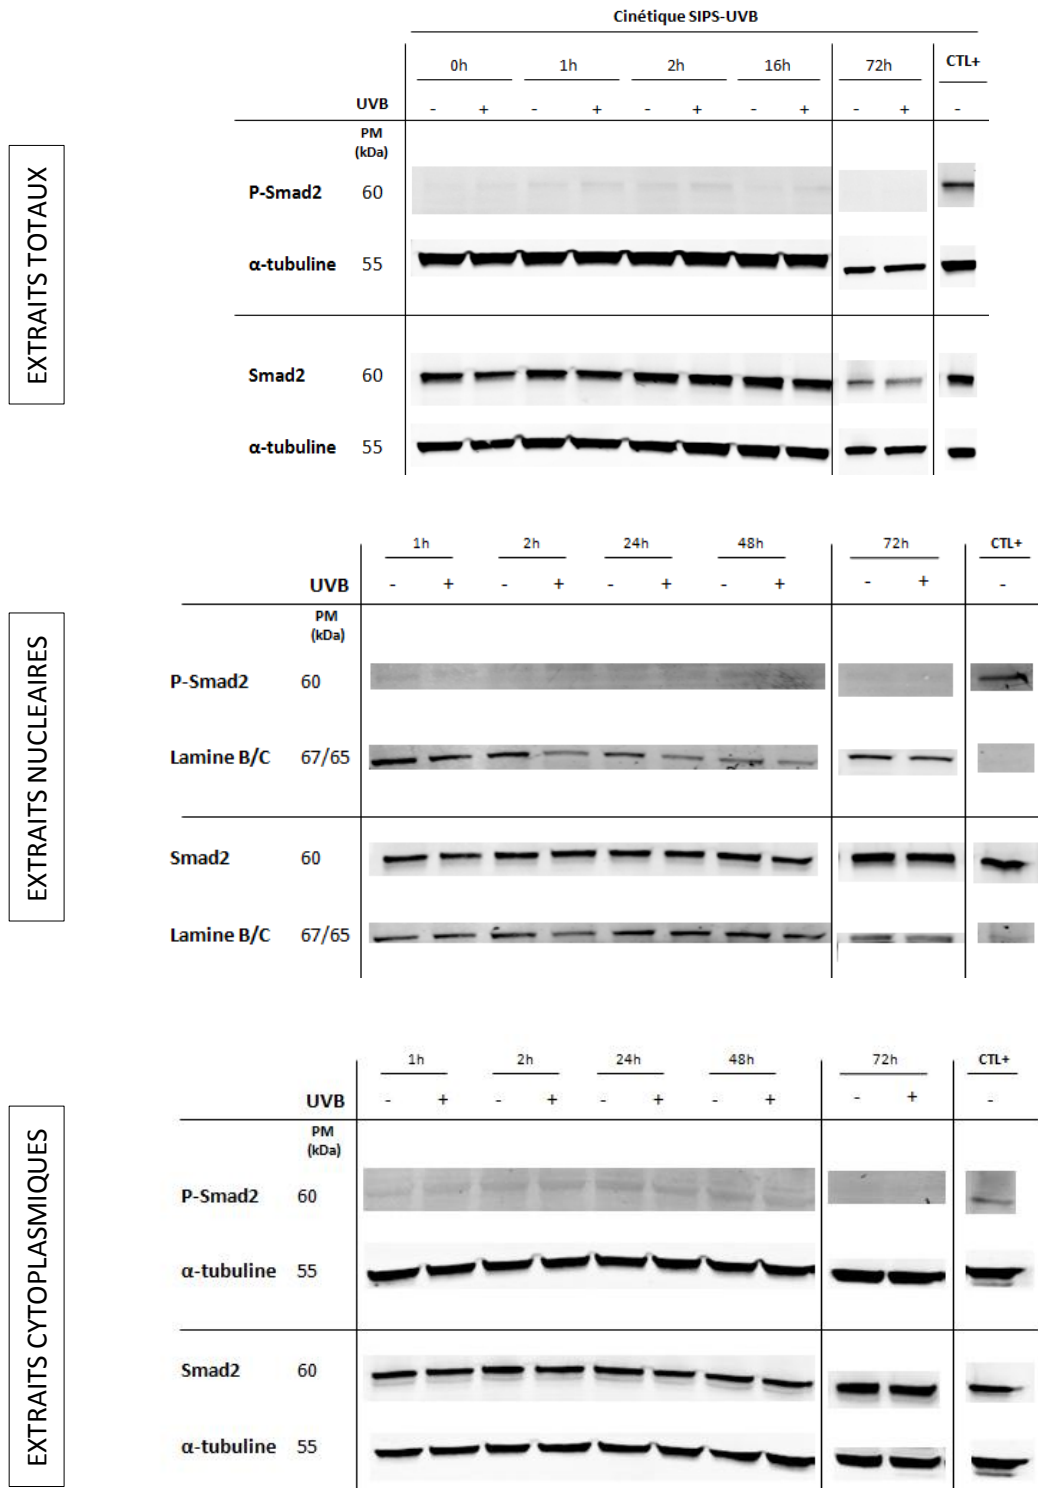 Cinétique SIPS-UVB
0h 1h 2h 16h 72h CTL+
UVB - + - + - + - + - + -
PM
(kDa)
EXTRAITS TOTAUX
P-Smad2 60
α-tubuline 55
Smad2 60
α-tubuline 55
1h 2h 24h 48h 72h CTL+
UVB - + - + - + - + - + -
PM
(kDa)
EXTRAITS NUCLEAIRES
P-Smad2 60
Lamine B/C 67/65
Smad2 60
Lamine B/C 67/65
1h 2h 24h 48h 72h CTL+
UVB - + - + - + - + - + -
PM
(kDa)
EXTRAITS CYTOPLASMIQUES
P-Smad2 60
α-tubuline 55
Smad2 60
α-tubuline 55